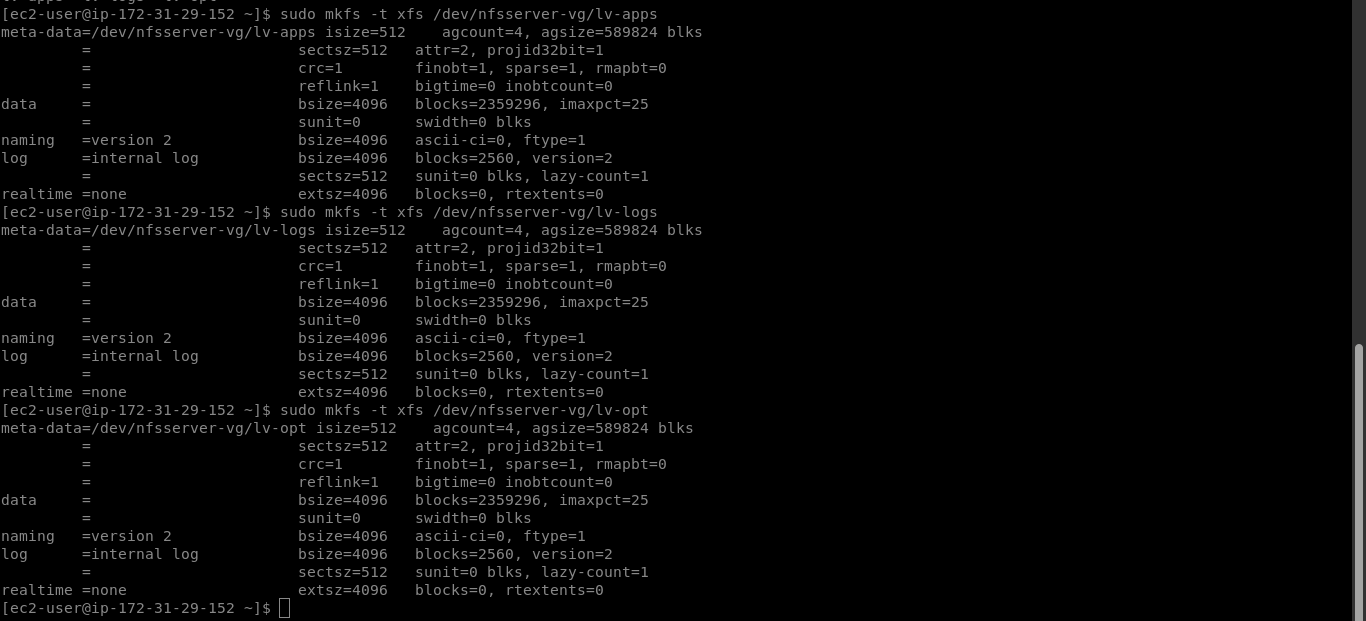 [ec2-user@ip-172-31-29-152 ~]$ sudo mkfs -t xfs /dev/nfsserver-vg/lv-apps
meta-data=/dev/nfsserver-vg/lv-apps isize=512    agcount=4, agsize=589824 blks
         =                       sectsz=512   attr=2, projid32bit=1
         =                       crc=1        finobt=1, sparse=1, rmapbt=0
         =                       reflink=1    bigtime=0 inobtcount=0
data     =                       bsize=4096   blocks=2359296, imaxpct=25
         =                       sunit=0      swidth=0 blks
naming   =version 2              bsize=4096   ascii-ci=0, ftype=1
log      =internal log           bsize=4096   blocks=2560, version=2
         =                       sectsz=512   sunit=0 blks, lazy-count=1
realtime =none                   extsz=4096   blocks=0, rtextents=0
[ec2-user@ip-172-31-29-152 ~]$ sudo mkfs -t xfs /dev/nfsserver-vg/lv-logs
meta-data=/dev/nfsserver-vg/lv-logs isize=512    agcount=4, agsize=589824 blks
         =                       sectsz=512   attr=2, projid32bit=1
         =                       crc=1        finobt=1, sparse=1, rmapbt=0
         =                       reflink=1    bigtime=0 inobtcount=0
data     =                       bsize=4096   blocks=2359296, imaxpct=25
         =                       sunit=0      swidth=0 blks
naming   =version 2              bsize=4096   ascii-ci=0, ftype=1
log      =internal log           bsize=4096   blocks=2560, version=2
         =                       sectsz=512   sunit=0 blks, lazy-count=1
realtime =none                   extsz=4096   blocks=0, rtextents=0
[ec2-user@ip-172-31-29-152 ~]$ sudo mkfs -t xfs /dev/nfsserver-vg/lv-opt
meta-data=/dev/nfsserver-vg/lv-opt isize=512    agcount=4, agsize=589824 blks
         =                       sectsz=512   attr=2, projid32bit=1
         =                       crc=1        finobt=1, sparse=1, rmapbt=0
         =                       reflink=1    bigtime=0 inobtcount=0
data     =                       bsize=4096   blocks=2359296, imaxpct=25
         =                       sunit=0      swidth=0 blks
naming   =version 2              bsize=4096   ascii-ci=0, ftype=1
log      =internal log           bsize=4096   blocks=2560, version=2
         =                       sectsz=512   sunit=0 blks, lazy-count=1
realtime =none                   extsz=4096   blocks=0, rtextents=0
[ec2-user@ip-172-31-29-152 ~]$